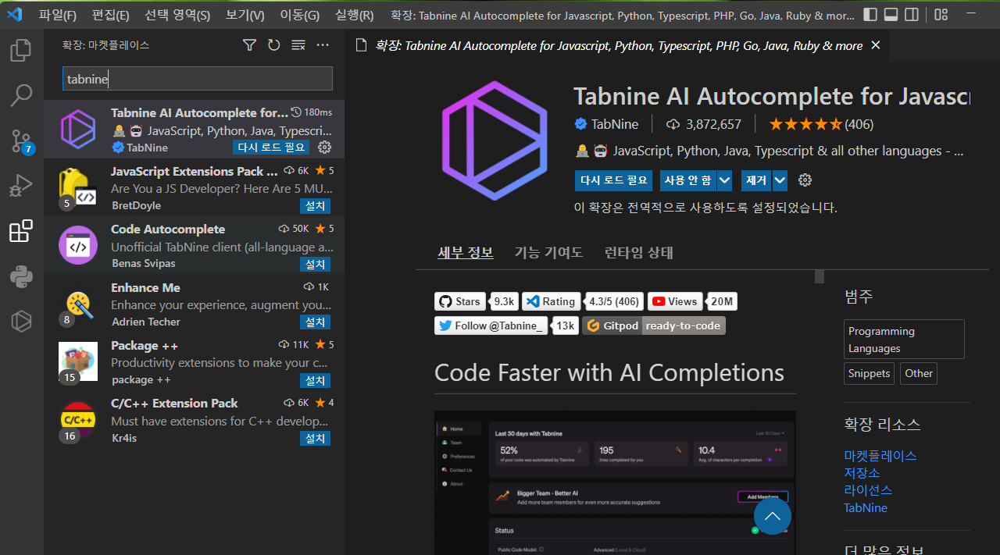 파일(F) 편집(E) 선택 영역(S) 보기(V) 이동(G) 실행(R) 확장: Tabnine AI Autocomplete for Javascript, Python, Typescript, PHP, Go, Java, Ruby & mor...
확장: 마켓플레이스
확장: Tabnine AI Autocomplete for Javascript, Python, Typescript, PHP, Go, Java, Ruby & more
tabnine
Tabnine AI Autocomplete for... 180ms
JavaScript, Python, Java, Typescri...
TabNine 다시 로드 필요
7
JavaScript Extensions Pack ... 6K 5
Are You a JS Developer? Here Are 5 MU...
5
BretDoyle 설치
Code Autocomplete 50K 5
Unofficial TabNine client (all-language a...
Benas Svipas 설치
Enhance Me 1K
Enhance your experience, augment you...
8
Adrien Techer 설치
Package ++ 11K 5
Productivity extensions to make your c...
15
package ++ 설치
C/C++ Extension Pack 6K 4
C/C++
Must have extensions for C++ develop...
16
Kr4is 설치
Tabnine AI Autocomplete for Javasc
TabNine 3,872,657 (406)
JavaScript, Python, Java, Typescript & all other languages - ...
다시 로드 필요 사용 안 함 제거
이 확장은 전역적으로 사용하도록 설정되었습니다.
세부 정보 기능 기여도 런타임 상태
Stars 9.3k Rating 4.3/5 (406) Views 20M
Follow @Tabnine_ 13k Gitpod ready-to-code
Code Faster with AI Completions
Home
Team
Preferences
Contact Us
About
Last 30 days with Tabnine Last 30 Days
52% 195 10.4
of your code was automated by Tabnine lines completed for you Avg. of characters per completion
Bigger Team - Better AI
Add more team members for even more accurate suggestions
Add Members
Status
Public Code Model: Advanced (Local & Cloud)
범주
Programming
Languages
Snippets Other
확장 리소스
마켓플레이스
저장소
라이선스
TabNine
더 많은 정보